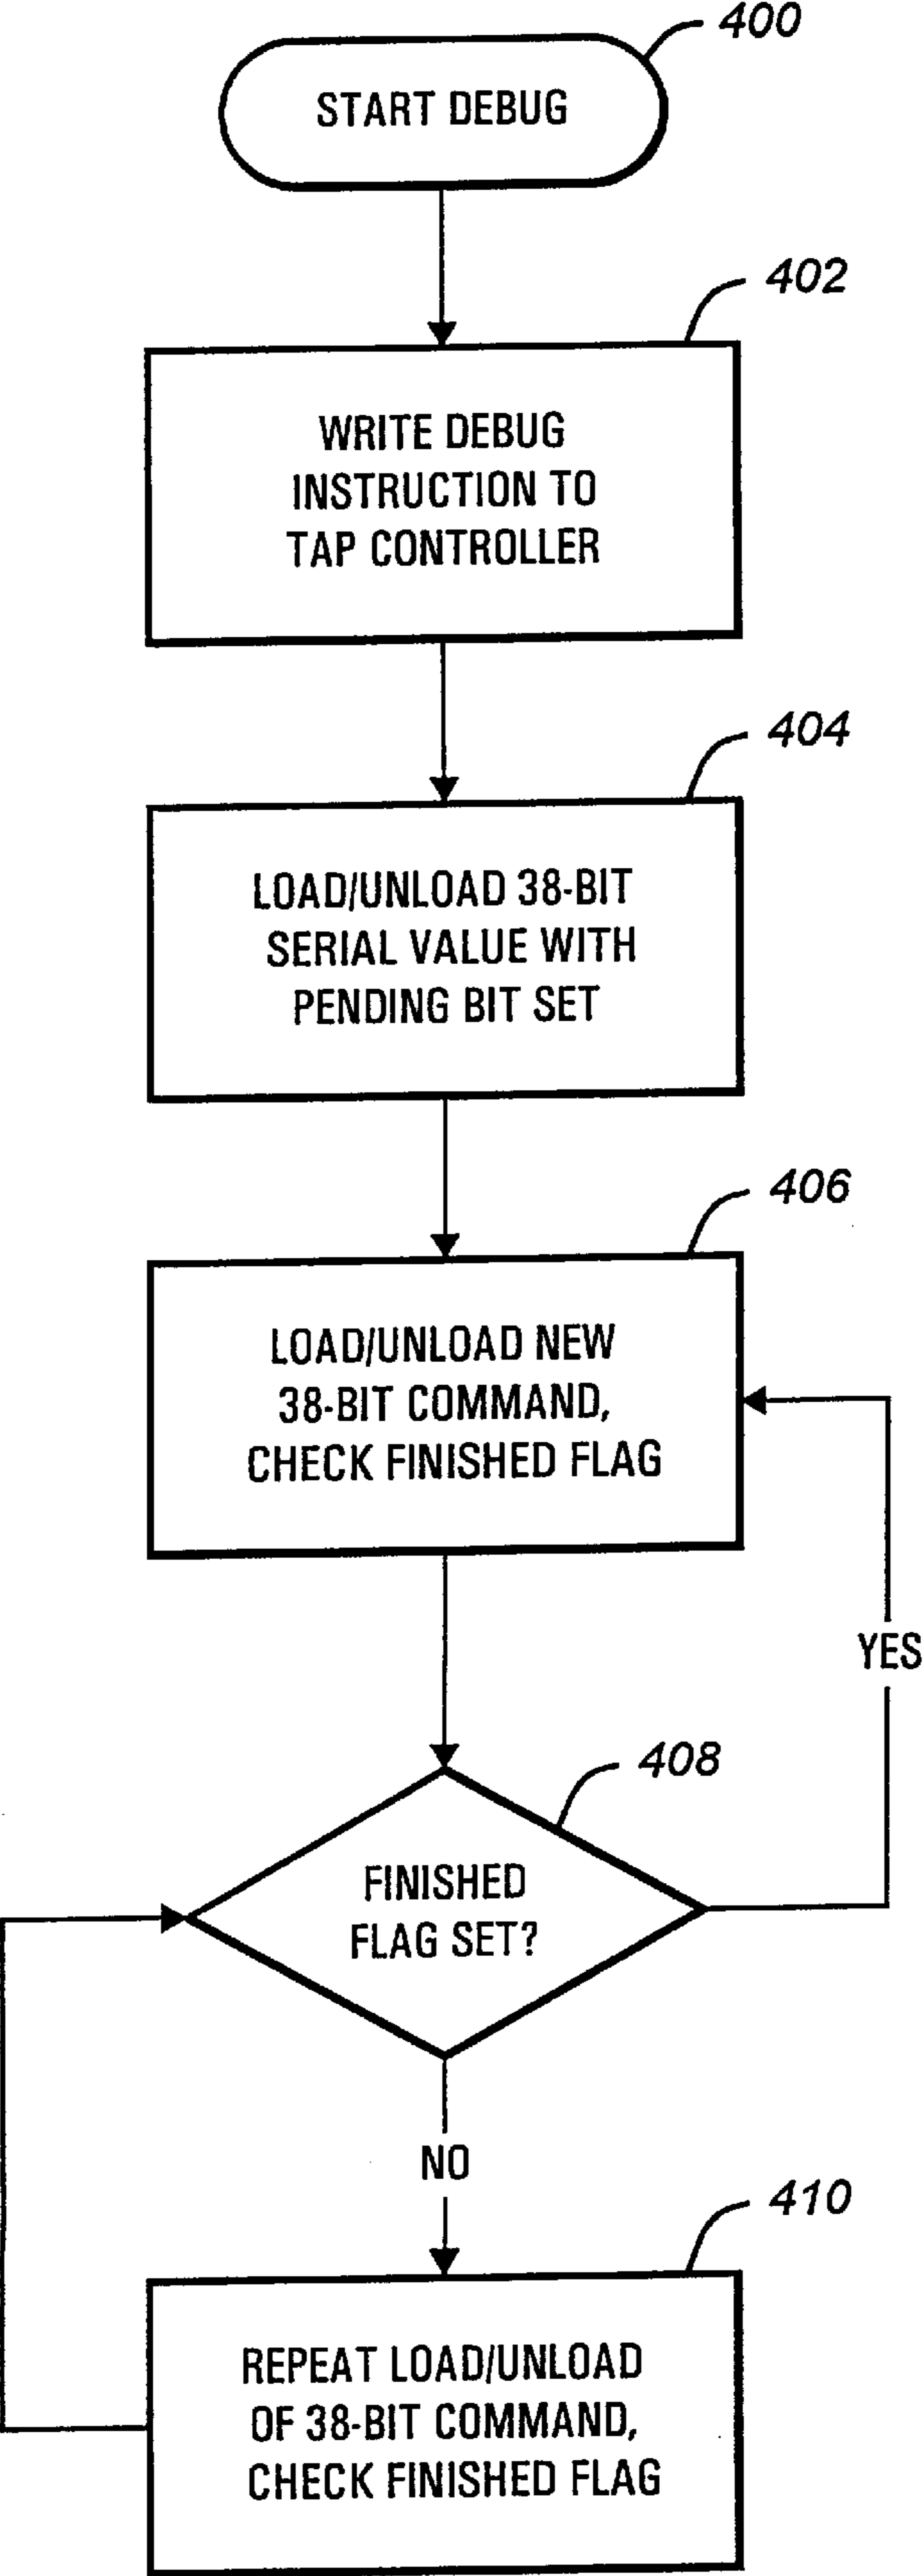 400
START DEBUG
402
WRITE DEBUG
INSTRUCTION TO
TAP CONTROLLER
404
LOAD/UNLOAD 38-BIT
SERIAL VALUE WITH
PENDING BIT SET
406
LOAD/UNLOAD NEW
38-BIT COMMAND,
CHECK FINISHED FLAG
YES
408
FINISHED
FLAG SET?
NO
410
REPEAT LOAD/UNLOAD
OF 38-BIT COMMAND,
CHECK FINISHED FLAG